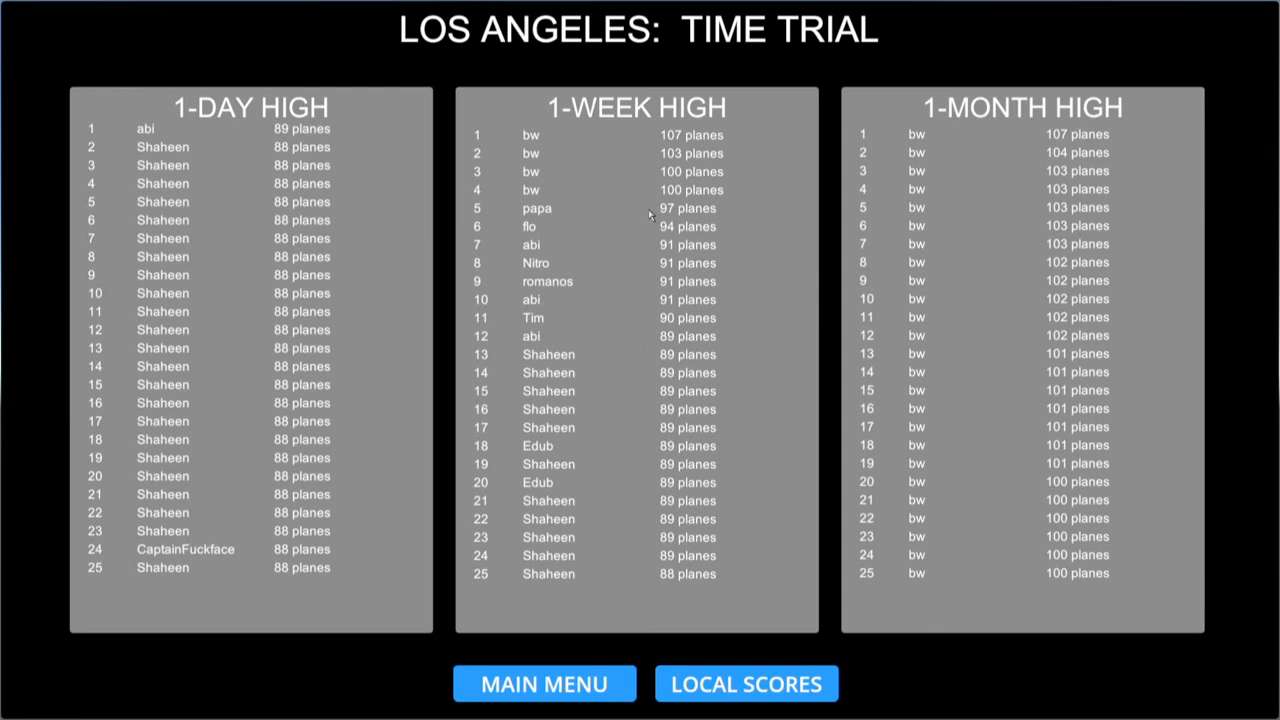 LOS ANGELES:  TIME TRIAL
1-DAY HIGH
1 abi 89 planes
2 Shaheen 88 planes
3 Shaheen 88 planes
4 Shaheen 88 planes
5 Shaheen 88 planes
6 Shaheen 88 planes
7 Shaheen 88 planes
8 Shaheen 88 planes
9 Shaheen 88 planes
10 Shaheen 88 planes
11 Shaheen 88 planes
12 Shaheen 88 planes
13 Shaheen 88 planes
14 Shaheen 88 planes
15 Shaheen 88 planes
16 Shaheen 88 planes
17 Shaheen 88 planes
18 Shaheen 88 planes
19 Shaheen 88 planes
20 Shaheen 88 planes
21 Shaheen 88 planes
22 Shaheen 88 planes
23 Shaheen 88 planes
24 CaptainFuckface 88 planes
25 Shaheen 88 planes
1-WEEK HIGH
1 bw 107 planes
2 bw 103 planes
3 bw 100 planes
4 bw 100 planes
5 papa 97 planes
6 flo 94 planes
7 abi 91 planes
8 Nitro 91 planes
9 romanos 91 planes
10 abi 91 planes
11 Tim 90 planes
12 abi 89 planes
13 Shaheen 89 planes
14 Shaheen 89 planes
15 Shaheen 89 planes
16 Shaheen 89 planes
17 Shaheen 89 planes
18 Edub 89 planes
19 Shaheen 89 planes
20 Edub 89 planes
21 Shaheen 89 planes
22 Shaheen 89 planes
23 Shaheen 89 planes
24 Shaheen 89 planes
25 Shaheen 88 planes
1-MONTH HIGH
1 bw 107 planes
2 bw 104 planes
3 bw 103 planes
4 bw 103 planes
5 bw 103 planes
6 bw 103 planes
7 bw 103 planes
8 bw 102 planes
9 bw 102 planes
10 bw 102 planes
11 bw 102 planes
12 bw 102 planes
13 bw 101 planes
14 bw 101 planes
15 bw 101 planes
16 bw 101 planes
17 bw 101 planes
18 bw 101 planes
19 bw 101 planes
20 bw 100 planes
21 bw 100 planes
22 bw 100 planes
23 bw 100 planes
24 bw 100 planes
25 bw 100 planes
MAIN MENU
LOCAL SCORES